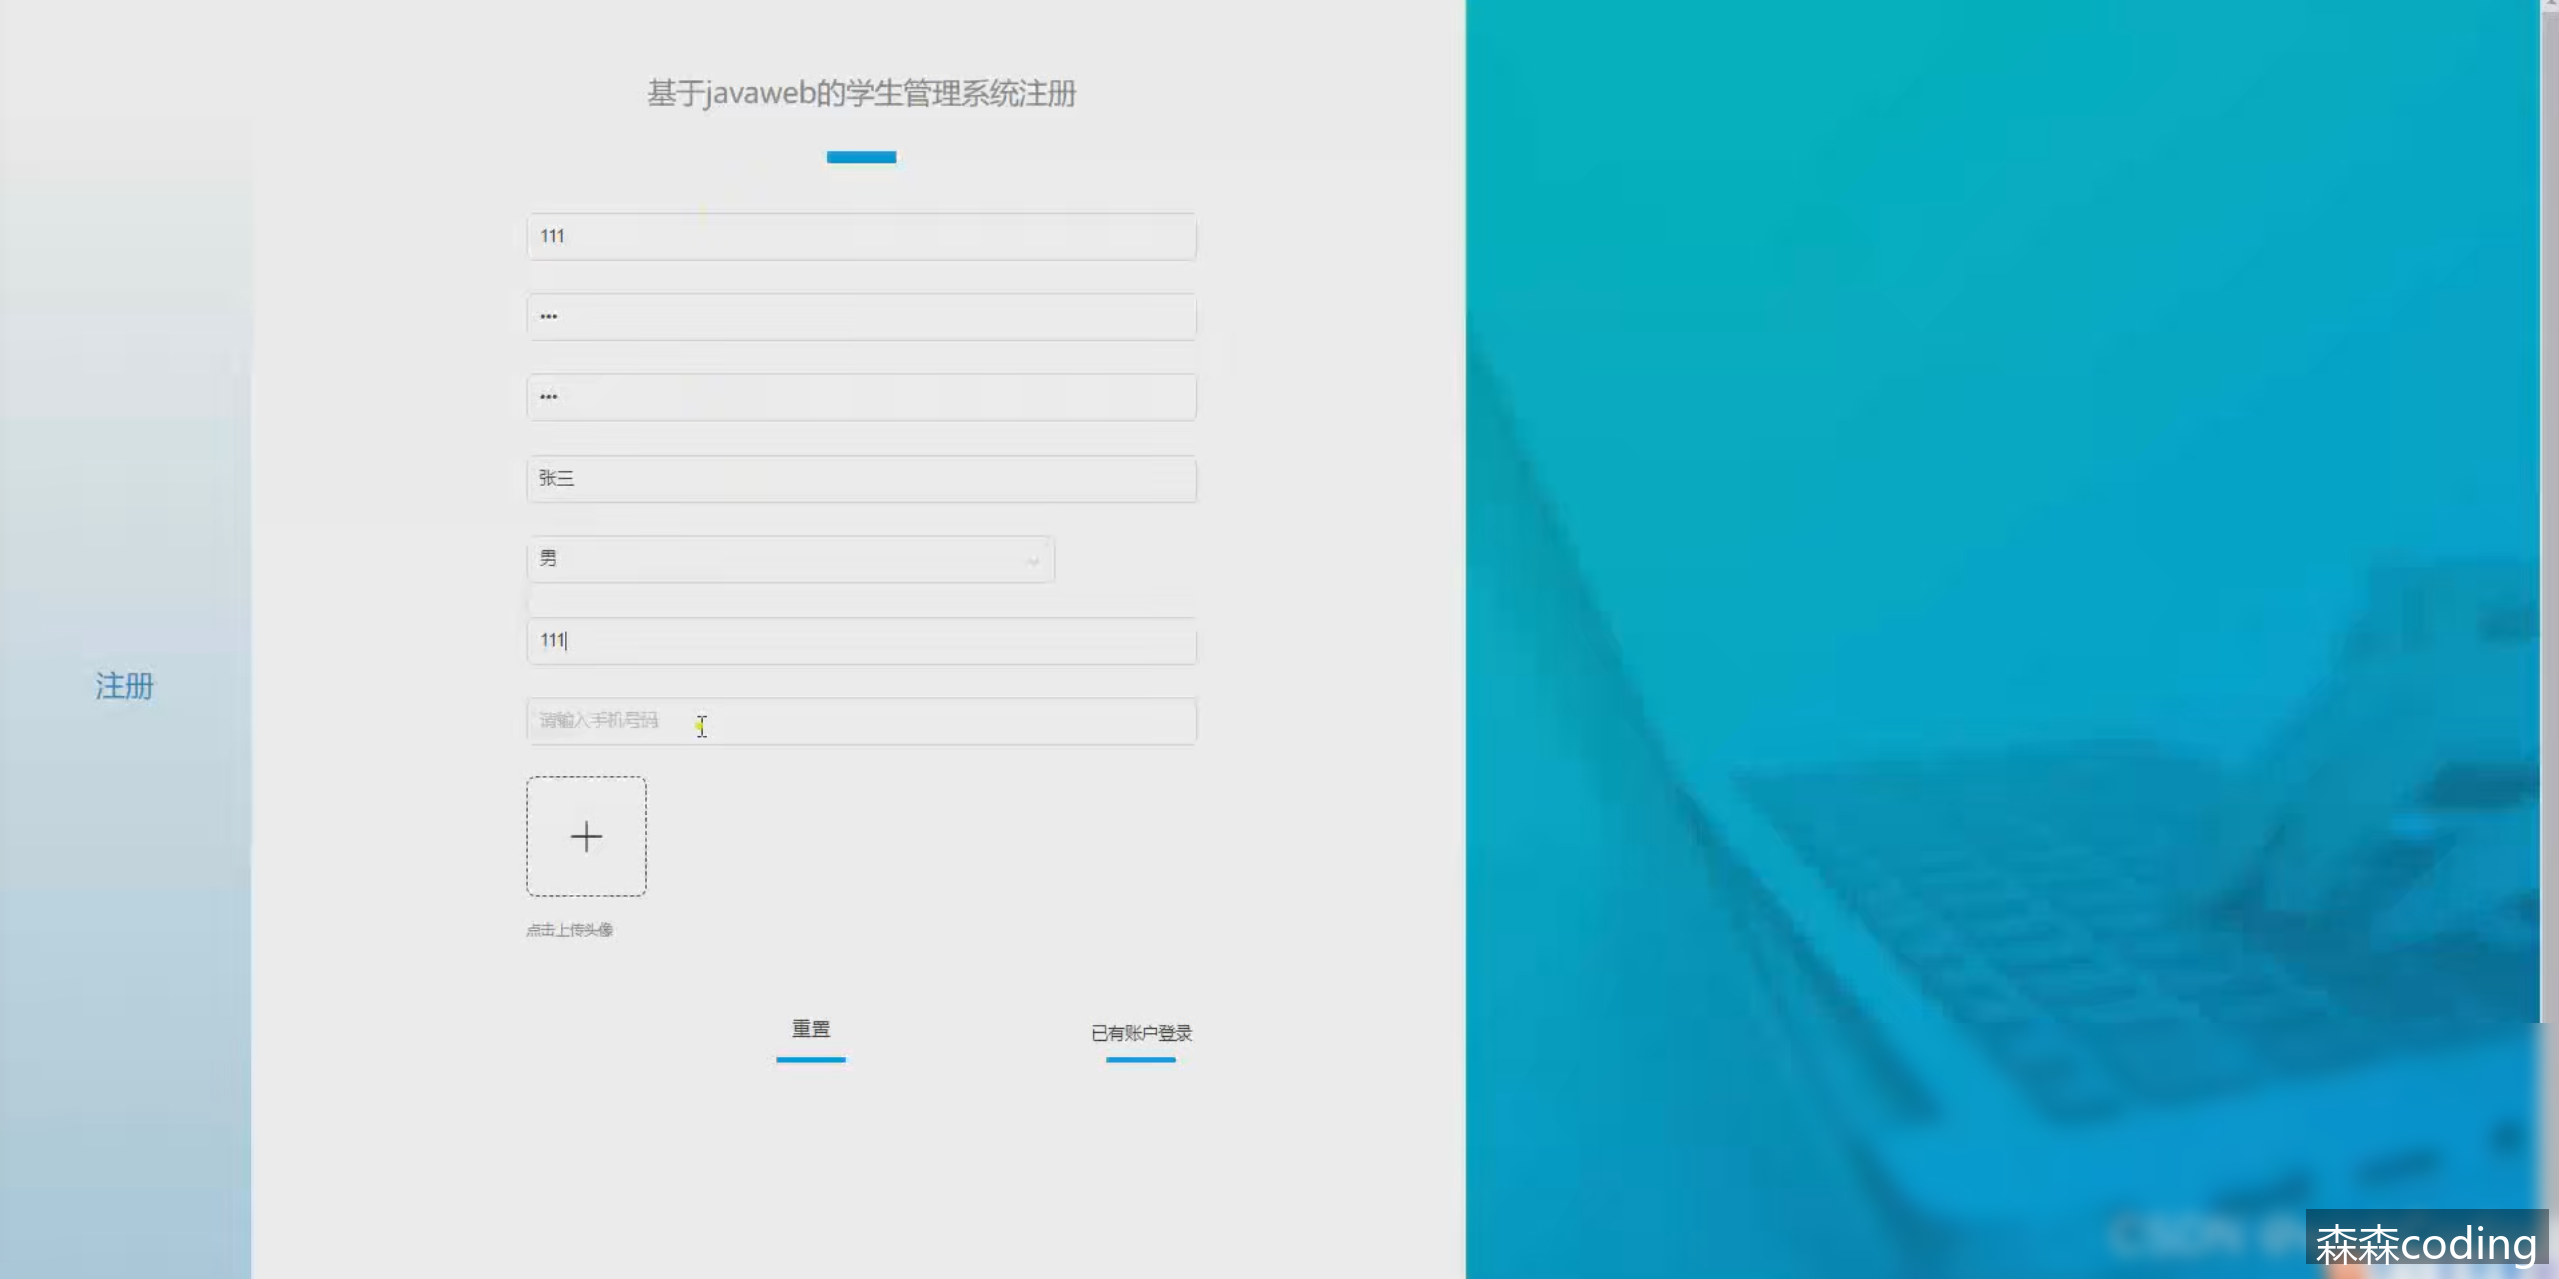 基于javaweb的学生管理系统注册
111
•••
•••
张三
男
111
注册
请输入手机号码
点击上传头像
重置
已有账户登录
森森coding